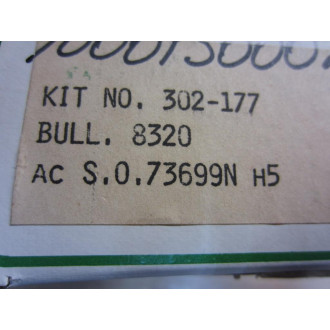 KIT NO. 302-177
BULL. 8320
AC S.O.73699N H5